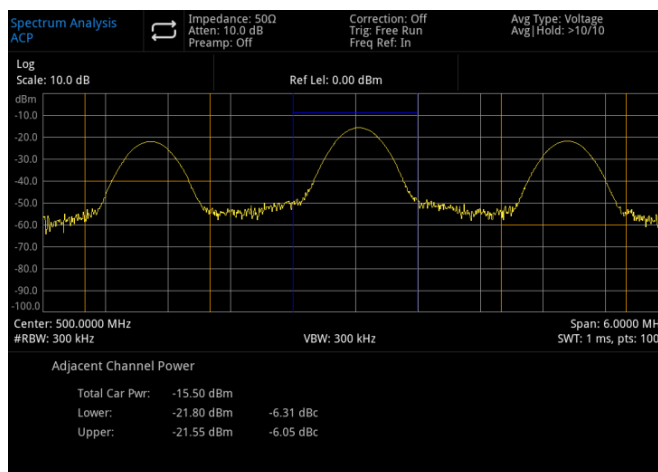 Spectrum Analysis
ACP
Impedance: 50Ω
Atten: 10.0 dB
Preamp: Off
Correction: Off
Trig: Free Run
Freq Ref: In
Avg Type: Voltage
Avg|Hold: >10/10
Log
Scale: 10.0 dB
Ref Lel: 0.00 dBm
dBm
-10.0
-20.0
-30.0
-40.0
-50.0
-60.0
-70.0
-80.0
-90.0
-100.0
Center: 500.0000 MHz
Span: 6.0000 MH
#RBW: 300 kHz
VBW: 300 kHz
SWT: 1 ms, pts: 100
Adjacent Channel Power
Total Car Pwr: -15.50 dBm
Lower: -21.80 dBm -6.31 dBc
Upper: -21.55 dBm -6.05 dBc